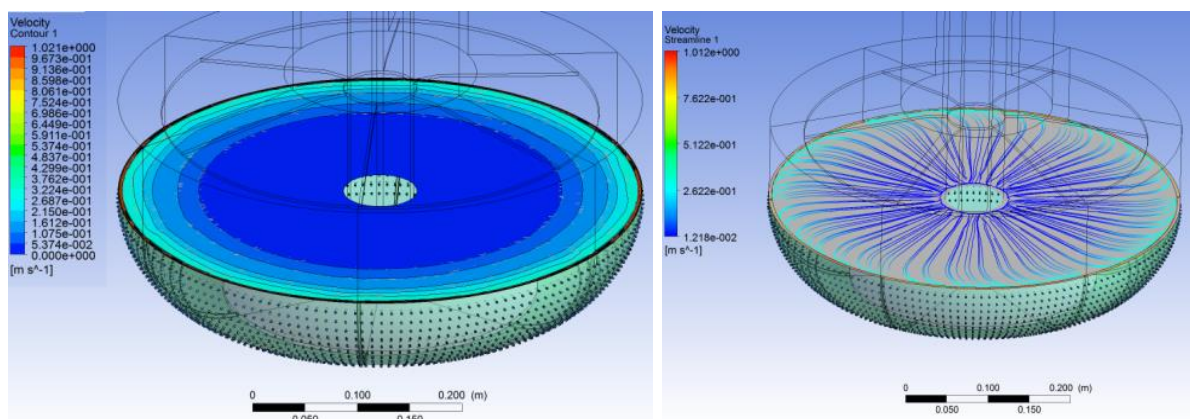 Velocity
Contour 1
1.021e+000
9.673e-001
9.136e-001
8.598e-001
8.061e-001
7.524e-001
6.986e-001
6.449e-001
5.911e-001
5.374e-001
4.837e-001
4.299e-001
3.762e-001
3.224e-001
2.687e-001
2.150e-001
1.612e-001
1.075e-001
5.374e-002
0.000e+000
[m s^-1]
0 0.100 0.200 (m)
0.050 0.150
Velocity
Streamline 1
1.012e+000
7.622e-001
5.122e-001
2.622e-001
1.218e-002
[m s^-1]
0 0.100 0.200 (m)
0.050 0.150